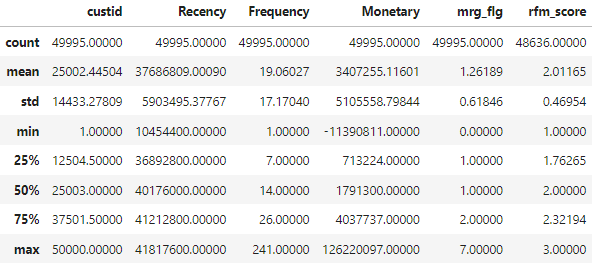 custid Recency Frequency Monetary mrg_flg rfm_score
count 49995.00000 49995.00000 49995.00000 49995.00000 49995.00000 48636.00000
mean 25002.44504 37686809.00090 19.06027 3407255.11601 1.26189 2.01165
std 14433.27809 5903495.37767 17.17040 5105558.79844 0.61846 0.46954
min 1.00000 10454400.00000 1.00000 -11390811.00000 0.00000 1.00000
25% 12504.50000 36892800.00000 7.00000 713224.00000 1.00000 1.76265
50% 25003.00000 40176000.00000 14.00000 1791300.00000 1.00000 2.00000
75% 37501.50000 41212800.00000 26.00000 4037737.00000 2.00000 2.32194
max 50000.00000 41817600.00000 241.00000 126220097.00000 7.00000 3.00000